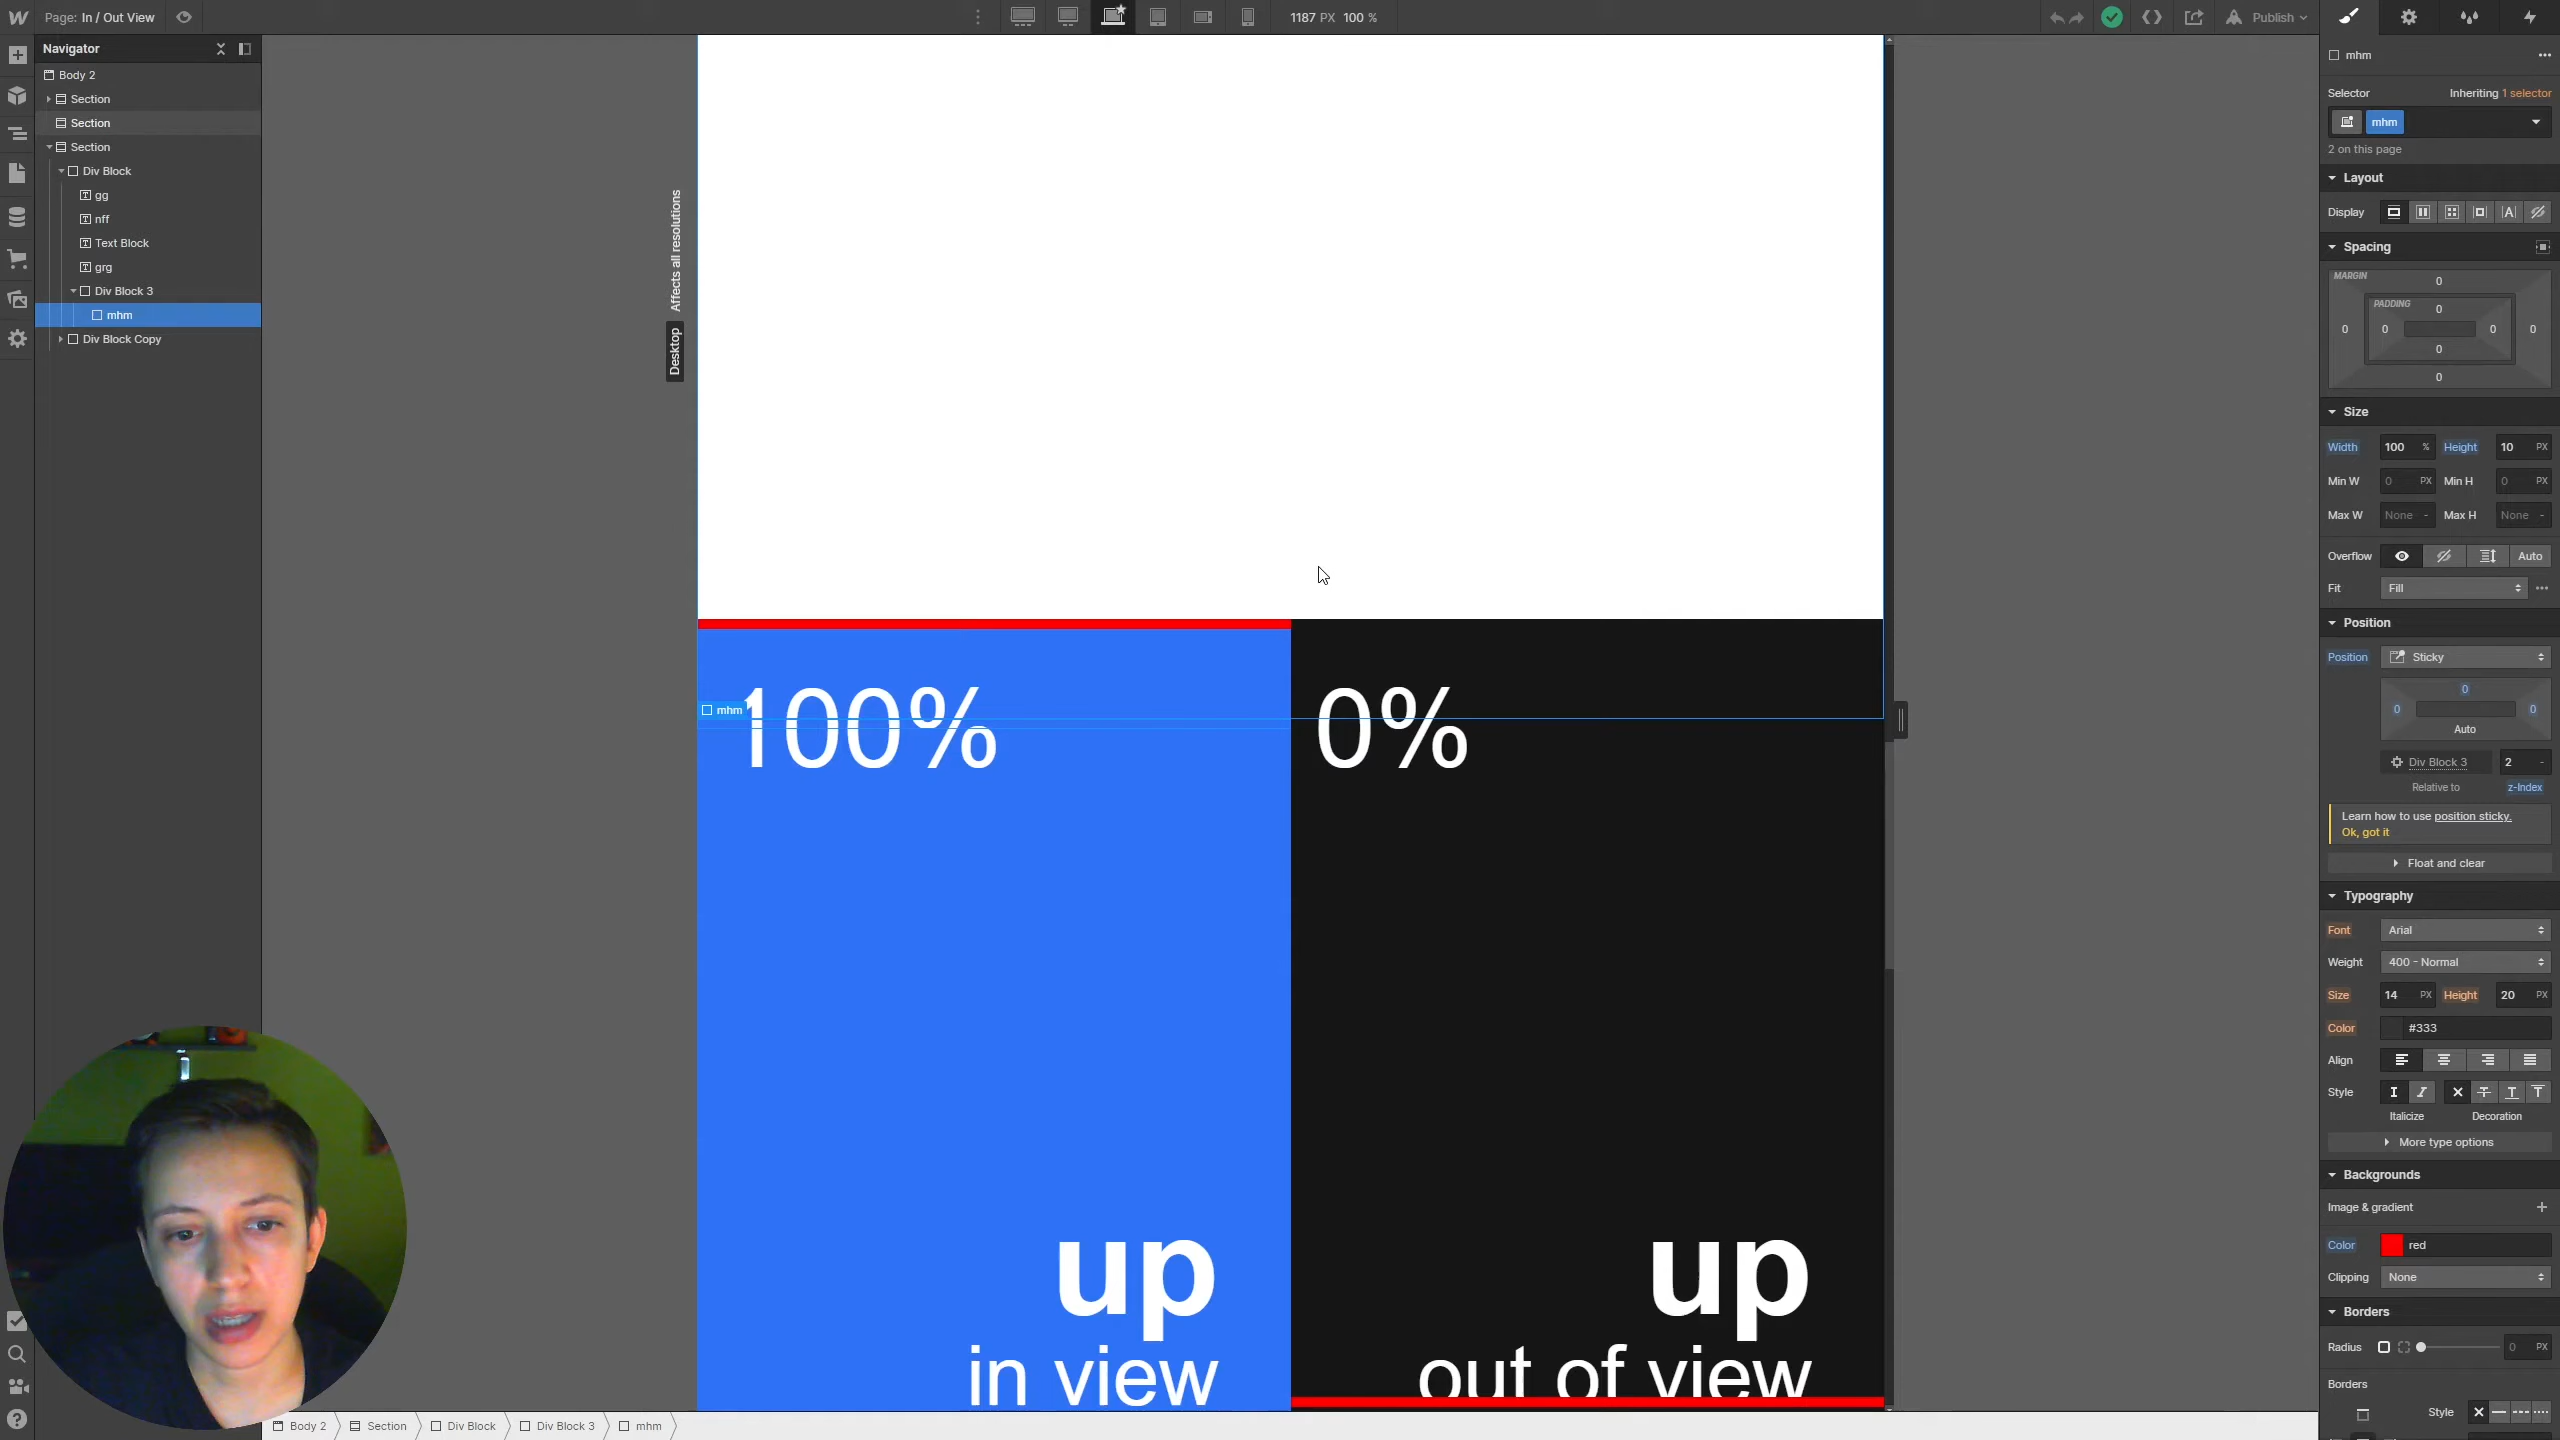 Page: In / Out View
1187 PX 100 %
Publish
Navigator
Body 2
Section
Section
Section
Div Block
gg
nff
Text Block
grg
Div Block 3
mhm
Div Block Copy
Affects all resolutions
Desktop
mhm
100%
0%
up
in view
up
out of view
Body 2
Section
Div Block
Div Block 3
mhm
mhm
Selector
Inheriting 1 selector
mhm
2 on this page
Layout
Display
Spacing
MARGIN
0
PADDING
0
0 0 0 0
0
0
Size
Width 100 % Height 10 PX
Min W 0 PX Min H 0 PX
Max W None - Max H None -
Overflow Auto
Fit Fill
Position
Position Sticky
0
0 0
Auto
Div Block 3 2 -
Relative to z-Index
Learn how to use position sticky.
Ok, got it
Float and clear
Typography
Font Arial
Weight 400 - Normal
Size 14 PX Height 20 PX
Color #333
Align
Style
Italicize Decoration
More type options
Backgrounds
Image & gradient
Color red
Clipping None
Borders
Radius 0 PX
Borders
Style